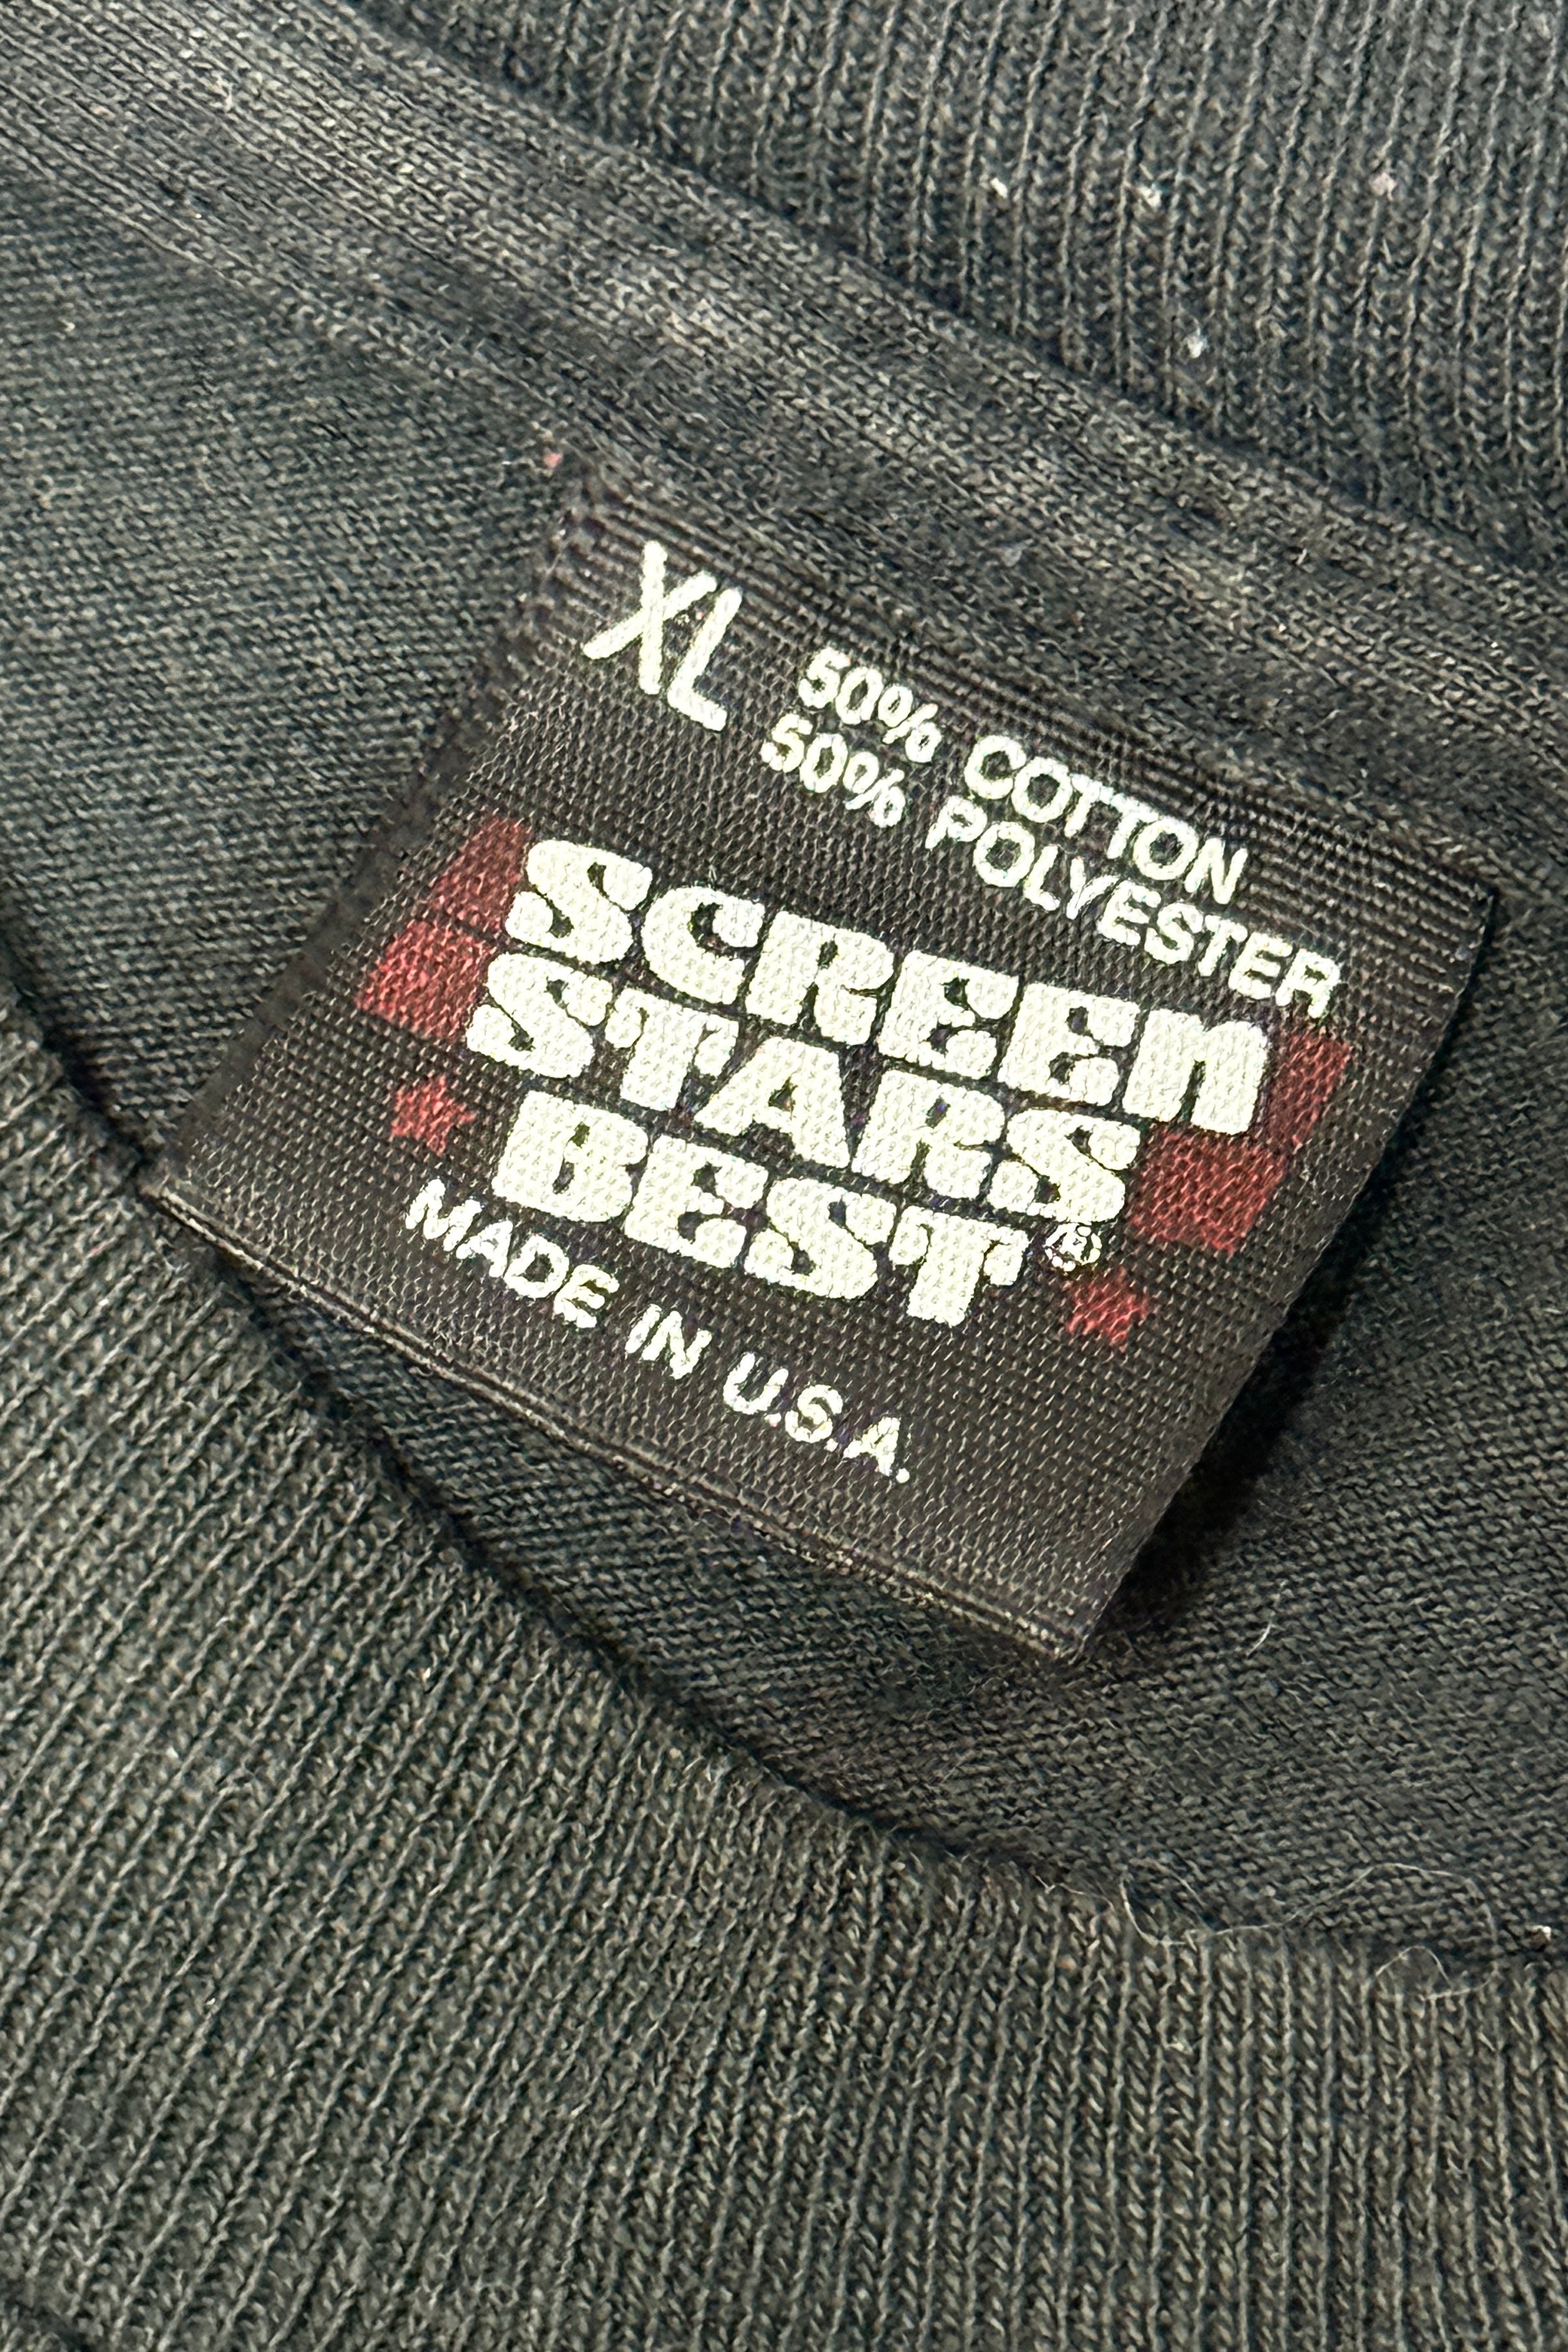 XL
50% COTTON
50% POLYESTER
SCREEN
STARS
BEST®
MADE IN U.S.A.